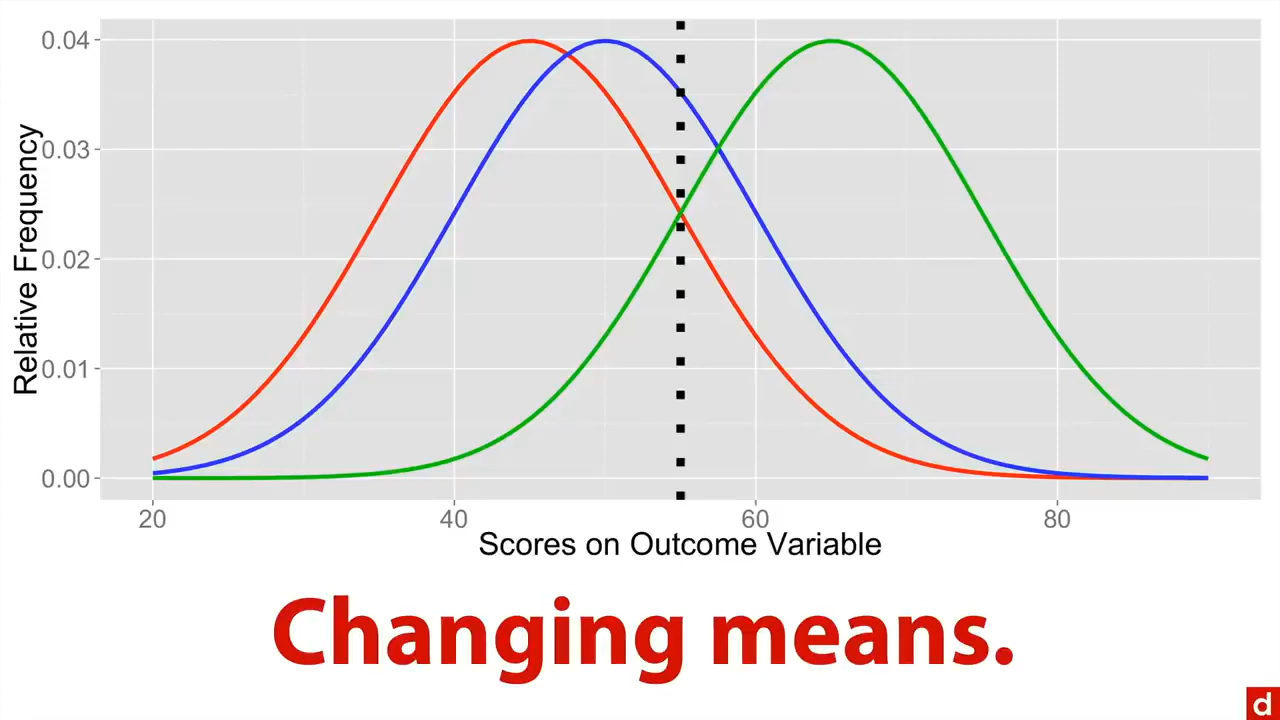 0.04
0.03
0.02
0.01
0.00
Relative Frequency
20 40 60 80
Scores on Outcome Variable
Changing means.
d